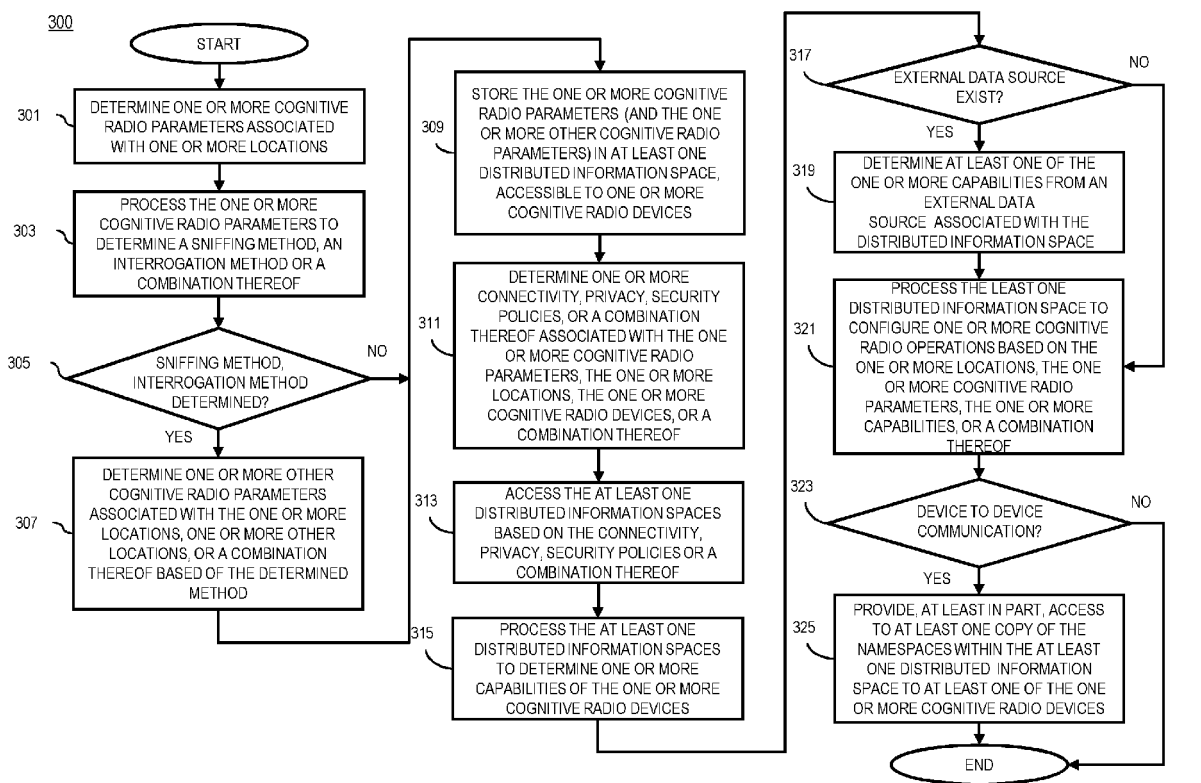 300
START
301
DETERMINE ONE OR MORE COGNITIVE
RADIO PARAMETERS ASSOCIATED
WITH ONE OR MORE LOCATIONS
303
PROCESS THE ONE OR MORE
COGNITIVE RADIO PARAMETERS TO
DETERMINE A SNIFFING METHOD, AN
INTERROGATION METHOD OR A
COMBINATION THEREOF
305
SNIFFING METHOD,
INTERROGATION METHOD
DETERMINED?
NO
YES
307
DETERMINE ONE OR MORE OTHER
COGNITIVE RADIO PARAMETERS
ASSOCIATED WITH THE ONE OR MORE
LOCATIONS, ONE OR MORE OTHER
LOCATIONS, OR A COMBINATION
THEREOF BASED OF THE DETERMINED
METHOD
309
STORE THE ONE OR MORE COGNITIVE
RADIO PARAMETERS (AND THE ONE
OR MORE OTHER COGNITIVE RADIO
PARAMETERS) IN AT LEAST ONE
DISTRIBUTED INFORMATION SPACE,
ACCESSIBLE TO ONE OR MORE
COGNITIVE RADIO DEVICES
311
DETERMINE ONE OR MORE
CONNECTIVITY, PRIVACY, SECURITY
POLICIES, OR A COMBINATION
THEREOF ASSOCIATED WITH THE ONE
OR MORE COGNITIVE RADIO
PARAMETERS, THE ONE OR MORE
LOCATIONS, THE ONE OR MORE
COGNITIVE RADIO DEVICES, OR A
COMBINATION THEREOF
313
ACCESS THE AT LEAST ONE
DISTRIBUTED INFORMATION SPACES
BASED ON THE CONNECTIVITY,
PRIVACY, SECURITY POLICIES OR A
COMBINATION THEREOF
315
PROCESS THE AT LEAST ONE
DISTRIBUTED INFORMATION SPACES
TO DETERMINE ONE OR MORE
CAPABILITIES OF THE ONE OR MORE
COGNITIVE RADIO DEVICES
317
EXTERNAL DATA SOURCE
EXIST?
NO
YES
319
DETERMINE AT LEAST ONE OF THE
ONE OR MORE CAPABILITIES FROM AN
EXTERNAL DATA
SOURCE ASSOCIATED WITH THE
DISTRIBUTED INFORMATION SPACE
321
PROCESS THE LEAST ONE
DISTRIBUTED INFORMATION SPACE TO
CONFIGURE ONE OR MORE COGNITIVE
RADIO OPERATIONS BASED ON THE
ONE OR MORE LOCATIONS, THE ONE
OR MORE COGNITIVE RADIO
PARAMETERS, THE ONE OR MORE
CAPABILITIES, OR A COMBINATION
THEREOF
323
DEVICE TO DEVICE
COMMUNICATION?
NO
YES
325
PROVIDE, AT LEAST IN PART, ACCESS
TO AT LEAST ONE COPY OF THE
NAMESPACES WITHIN THE AT LEAST
ONE DISTRIBUTED INFORMATION
SPACE TO AT LEAST ONE OF THE ONE
OR MORE COGNITIVE RADIO DEVICES
END